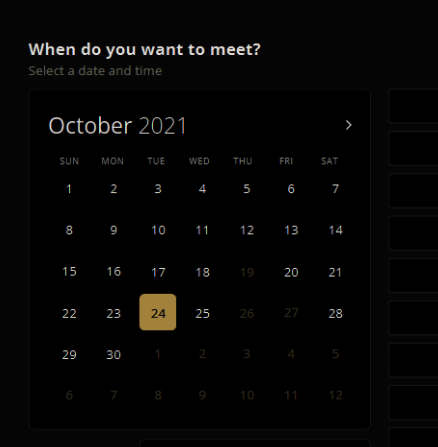 When do you want to meet?
Select a date and time
October 2021
SUN MON TUE WED THU FRI SAT
1 2 3 4 5 6 7
8 9 10 11 12 13 14
15 16 17 18 19 20 21
22 23 24 25 26 27 28
29 30 1 2 3 4 5
6 7 8 9 10 11 12